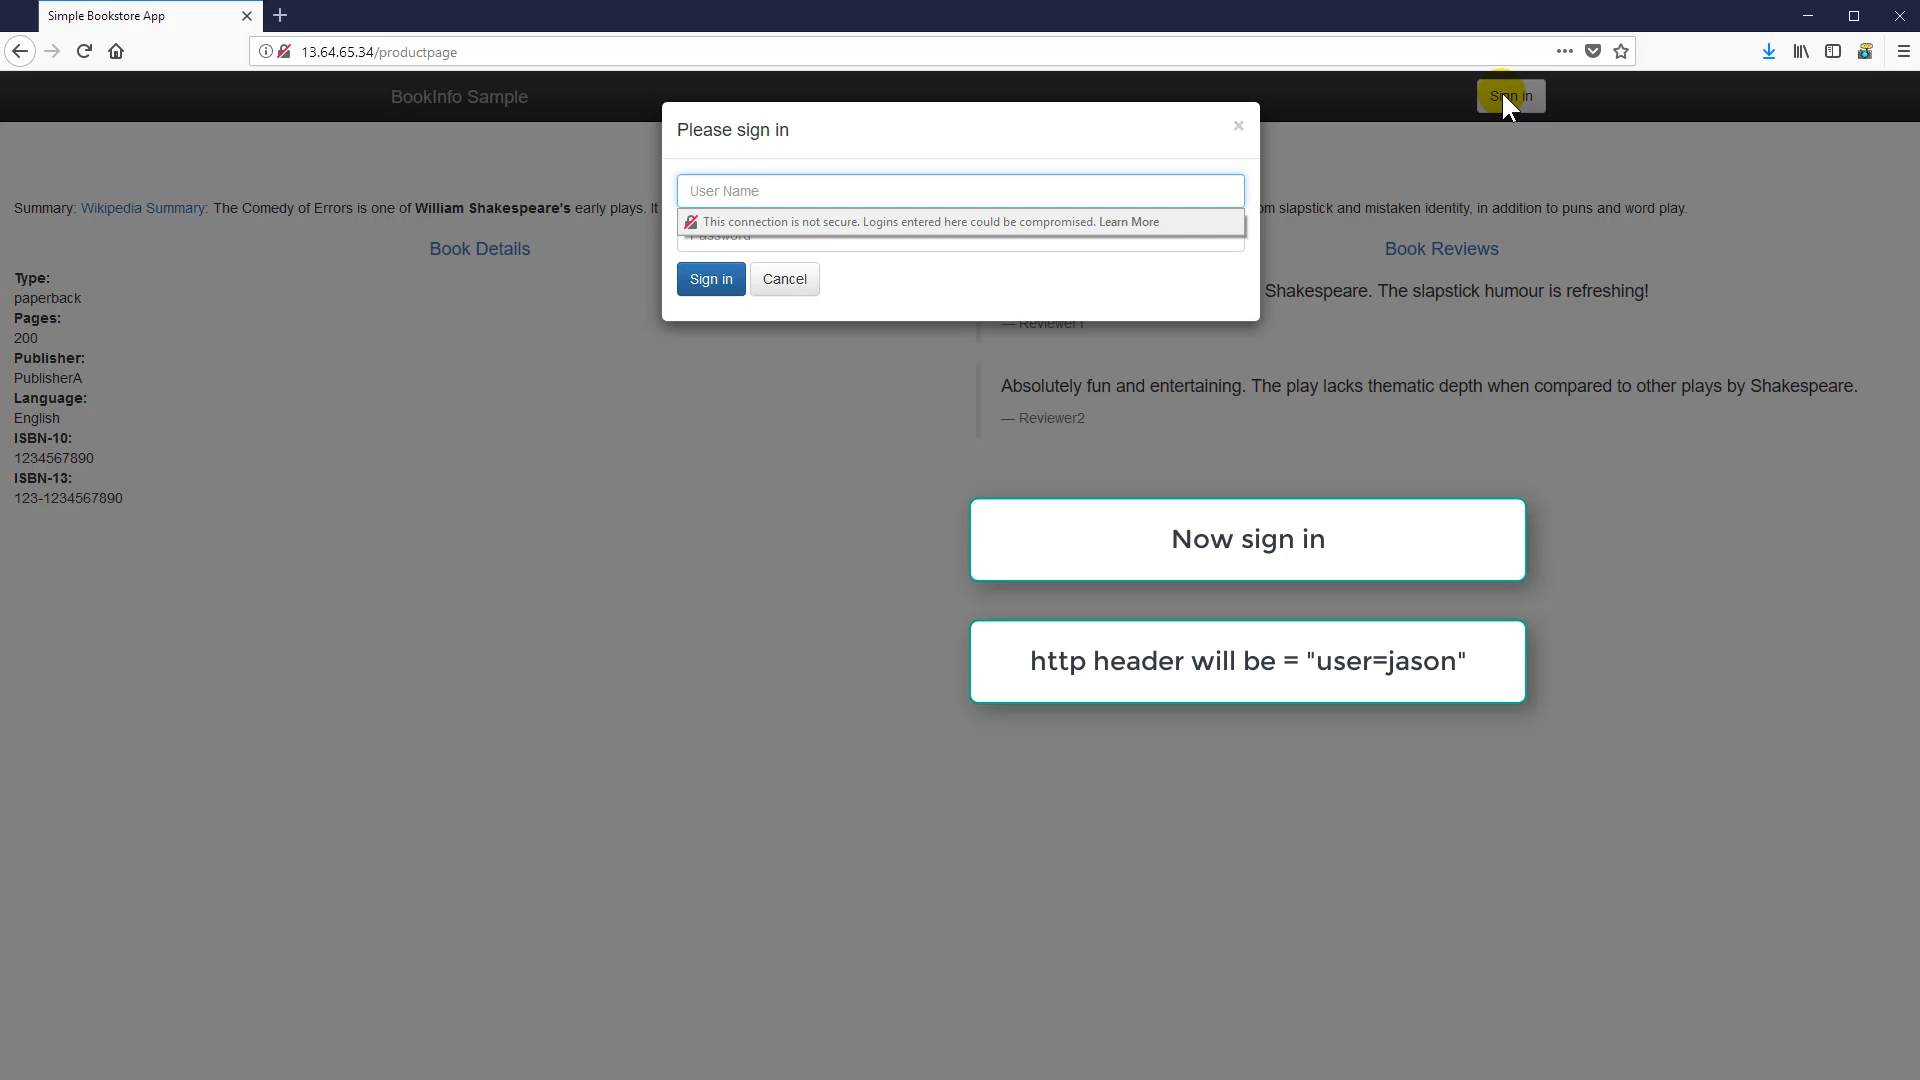 Simple Bookstore App
13.64.65.34/productpage
BookInfo Sample
Sign in
Please sign in
×
User Name
This connection is not secure. Logins entered here could be compromised. Learn More
Password
Sign in Cancel
Summary: Wikipedia Summary: The Comedy of Errors is one of William Shakespeare's early plays. It
slapstick and mistaken identity, in addition to puns and word play.
Book Details
Type:
paperback
Pages:
200
Publisher:
PublisherA
Language:
English
ISBN-10:
1234567890
ISBN-13:
123-1234567890
Book Reviews
Shakespeare. The slapstick humour is refreshing!
— Reviewer1
Absolutely fun and entertaining. The play lacks thematic depth when compared to other plays by Shakespeare.
— Reviewer2
Now sign in
http header will be = "user=jason"